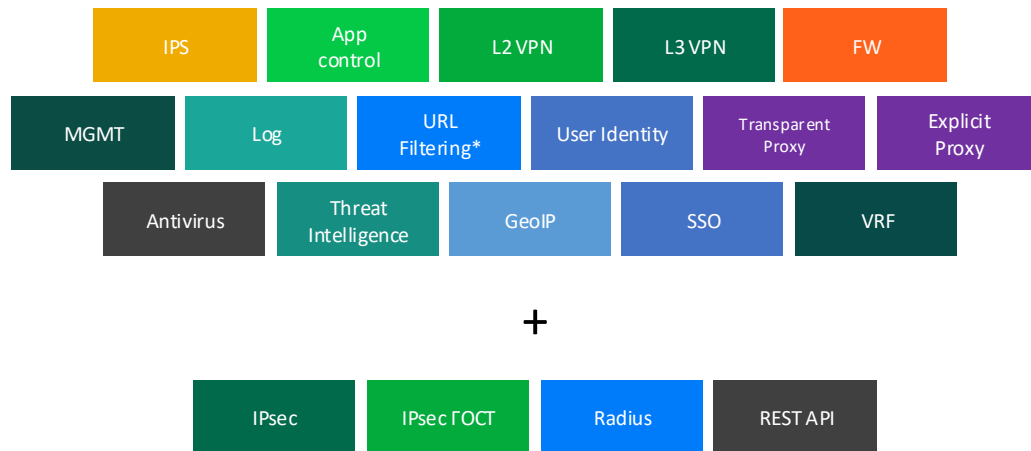 IPS
App
control
L2 VPN
L3 VPN
FW
MGMT
Log
URL
Filtering*
User Identity
Transparent
Proxy
Explicit
Proxy
Antivirus
Threat
Intelligence
GeoIP
SSO
VRF
+
IPsec
IPsec ГОСТ
Radius
REST API